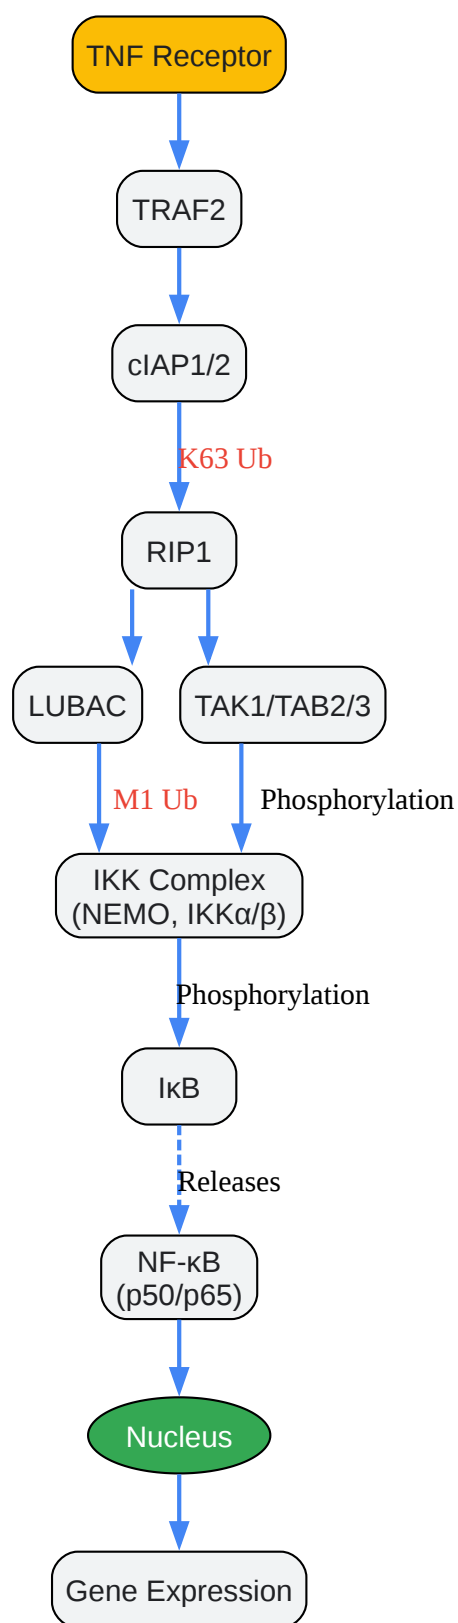 TNF Receptor
TRAF2
cIAP1/2
K63 Ub
RIP1
LUBAC
TAK1/TAB2/3
M1 Ub
Phosphorylation
IKK Complex
(NEMO, IKKα/β)
Phosphorylation
IκB
Releases
NF-κB
(p50/p65)
Nucleus
Gene Expression